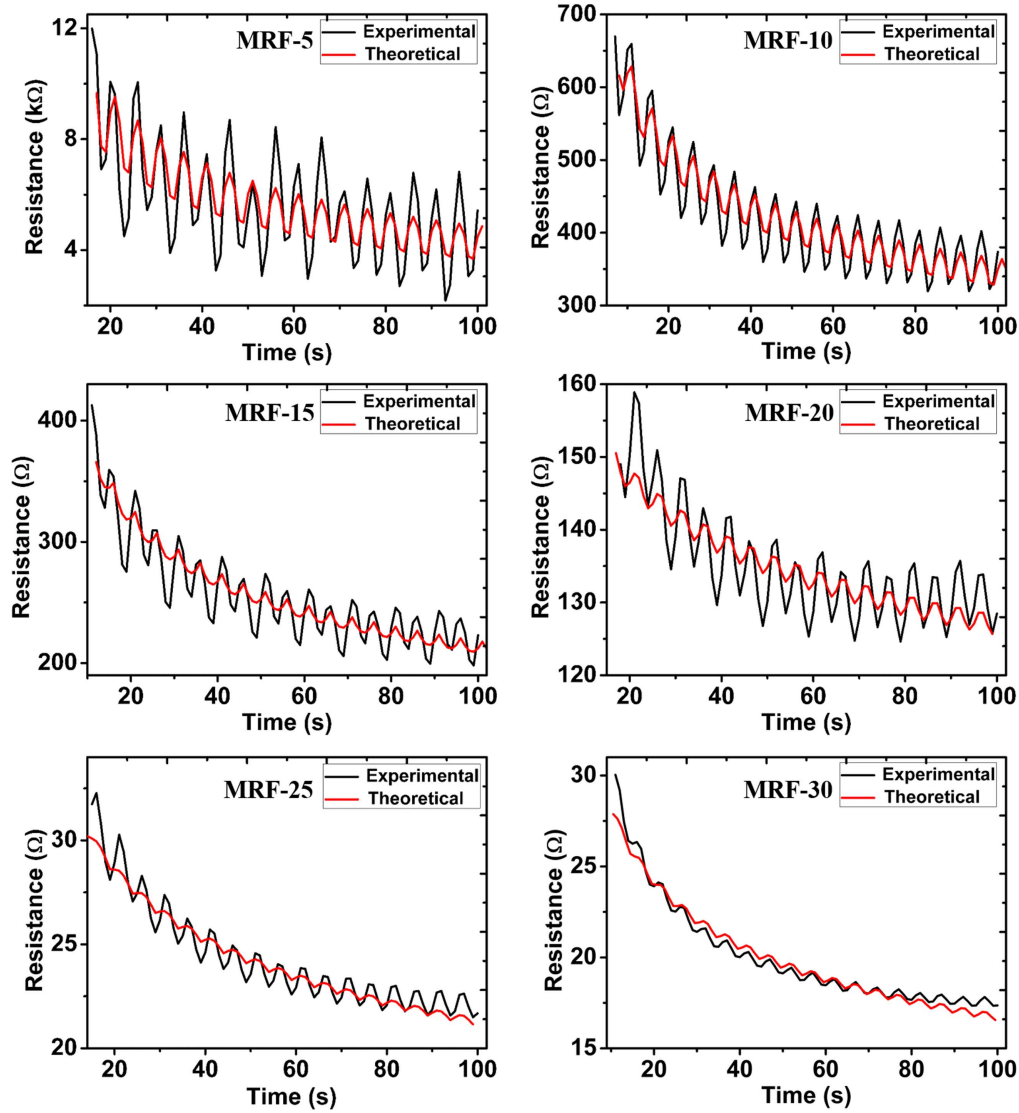 MRF-5
Experimental
Theoretical
Resistance (kΩ)
12
8
4
20 40 60 80 100
Time (s)
MRF-10
Experimental
Theoretical
Resistance (Ω)
700
600
500
400
300
20 40 60 80 100
Time (s)
MRF-15
Experimental
Theoretical
Resistance (Ω)
400
300
200
20 40 60 80 100
Time (s)
MRF-20
Experimental
Theoretical
Resistance (Ω)
160
150
140
130
120
20 40 60 80 100
Time (s)
MRF-25
Experimental
Theoretical
Resistance (Ω)
30
25
20
20 40 60 80 100
Time (s)
MRF-30
Experimental
Theoretical
Resistance (Ω)
30
25
20
15
20 40 60 80 100
Time (s)